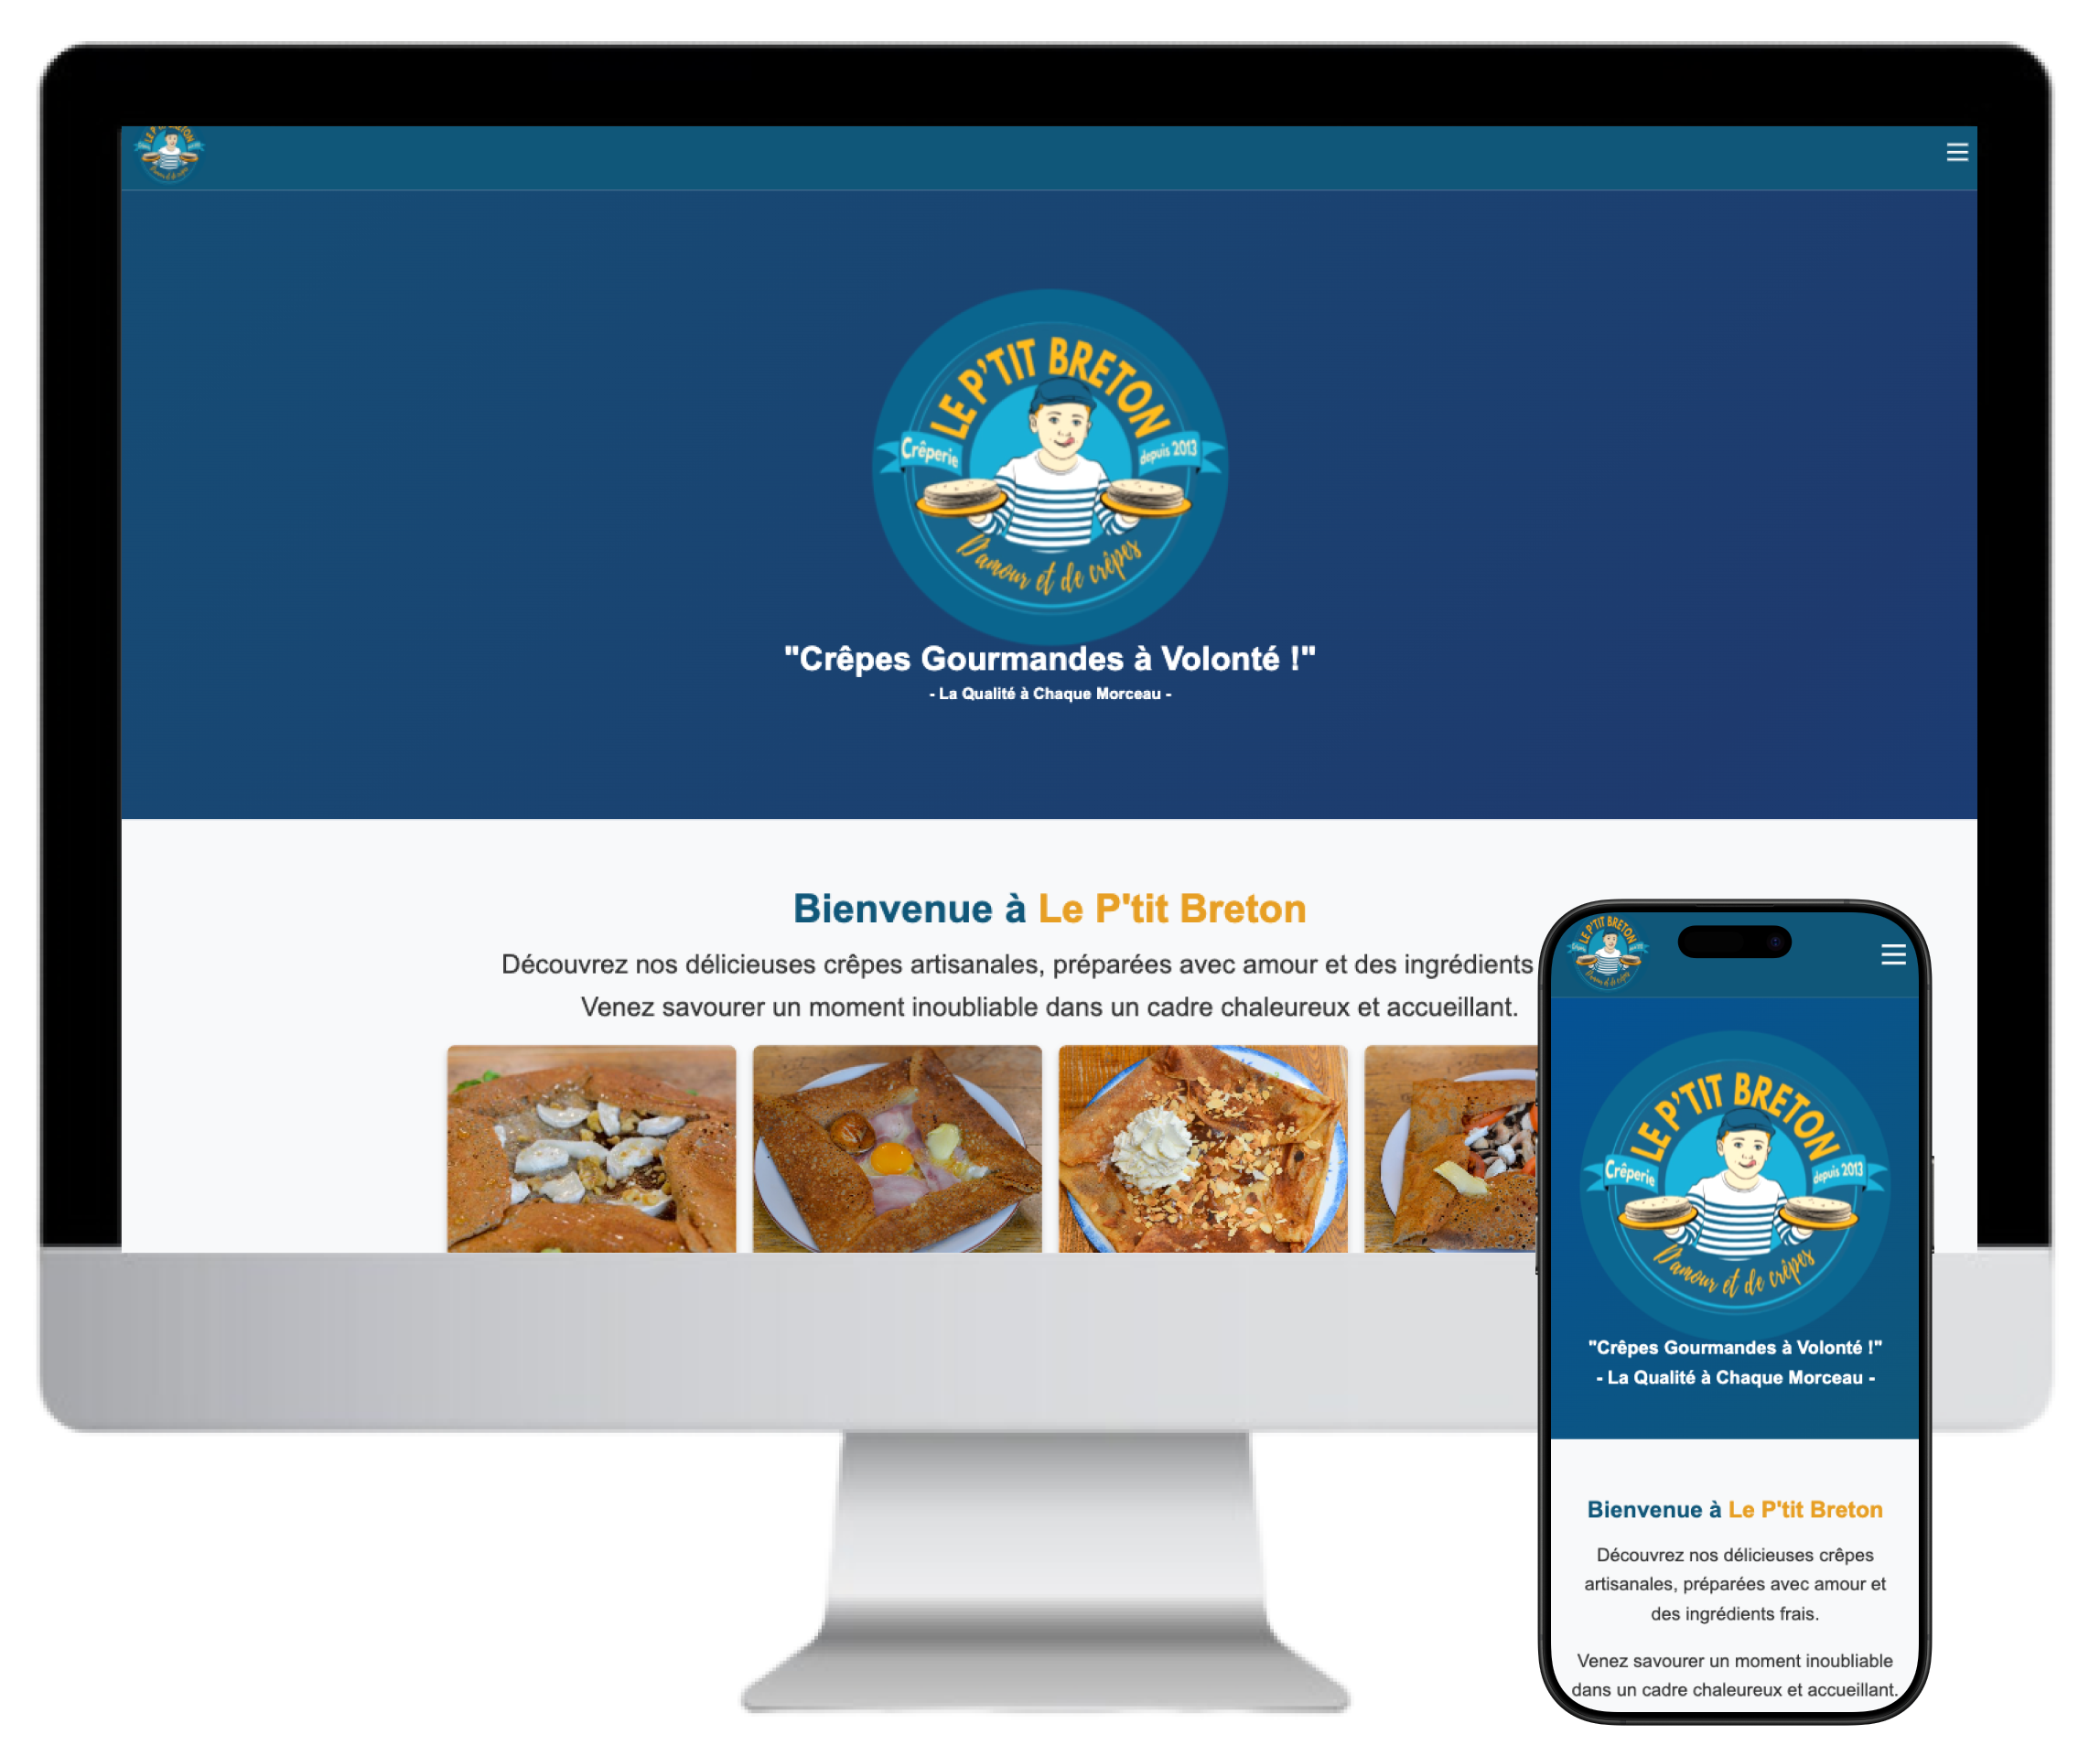 LE P'TIT BRETON
Crêperie
depuis 2013
D'amour et de crêpes
"Crêpes Gourmandes à Volonté !"
- La Qualité à Chaque Morceau -
Bienvenue à Le P'tit Breton
Découvrez nos délicieuses crêpes artisanales, préparées avec amour et des ingrédients
Venez savourer un moment inoubliable dans un cadre chaleureux et accueillant.
LE P'TIT BRETON
LE P'TIT BRETON
Crêperie
depuis 2013
D'amour et de crêpes
"Crêpes Gourmandes à Volonté !"
- La Qualité à Chaque Morceau -
Bienvenue à Le P'tit Breton
Découvrez nos délicieuses crêpes
artisanales, préparées avec amour et
des ingrédients frais.
Venez savourer un moment inoubliable
dans un cadre chaleureux et accueillant.